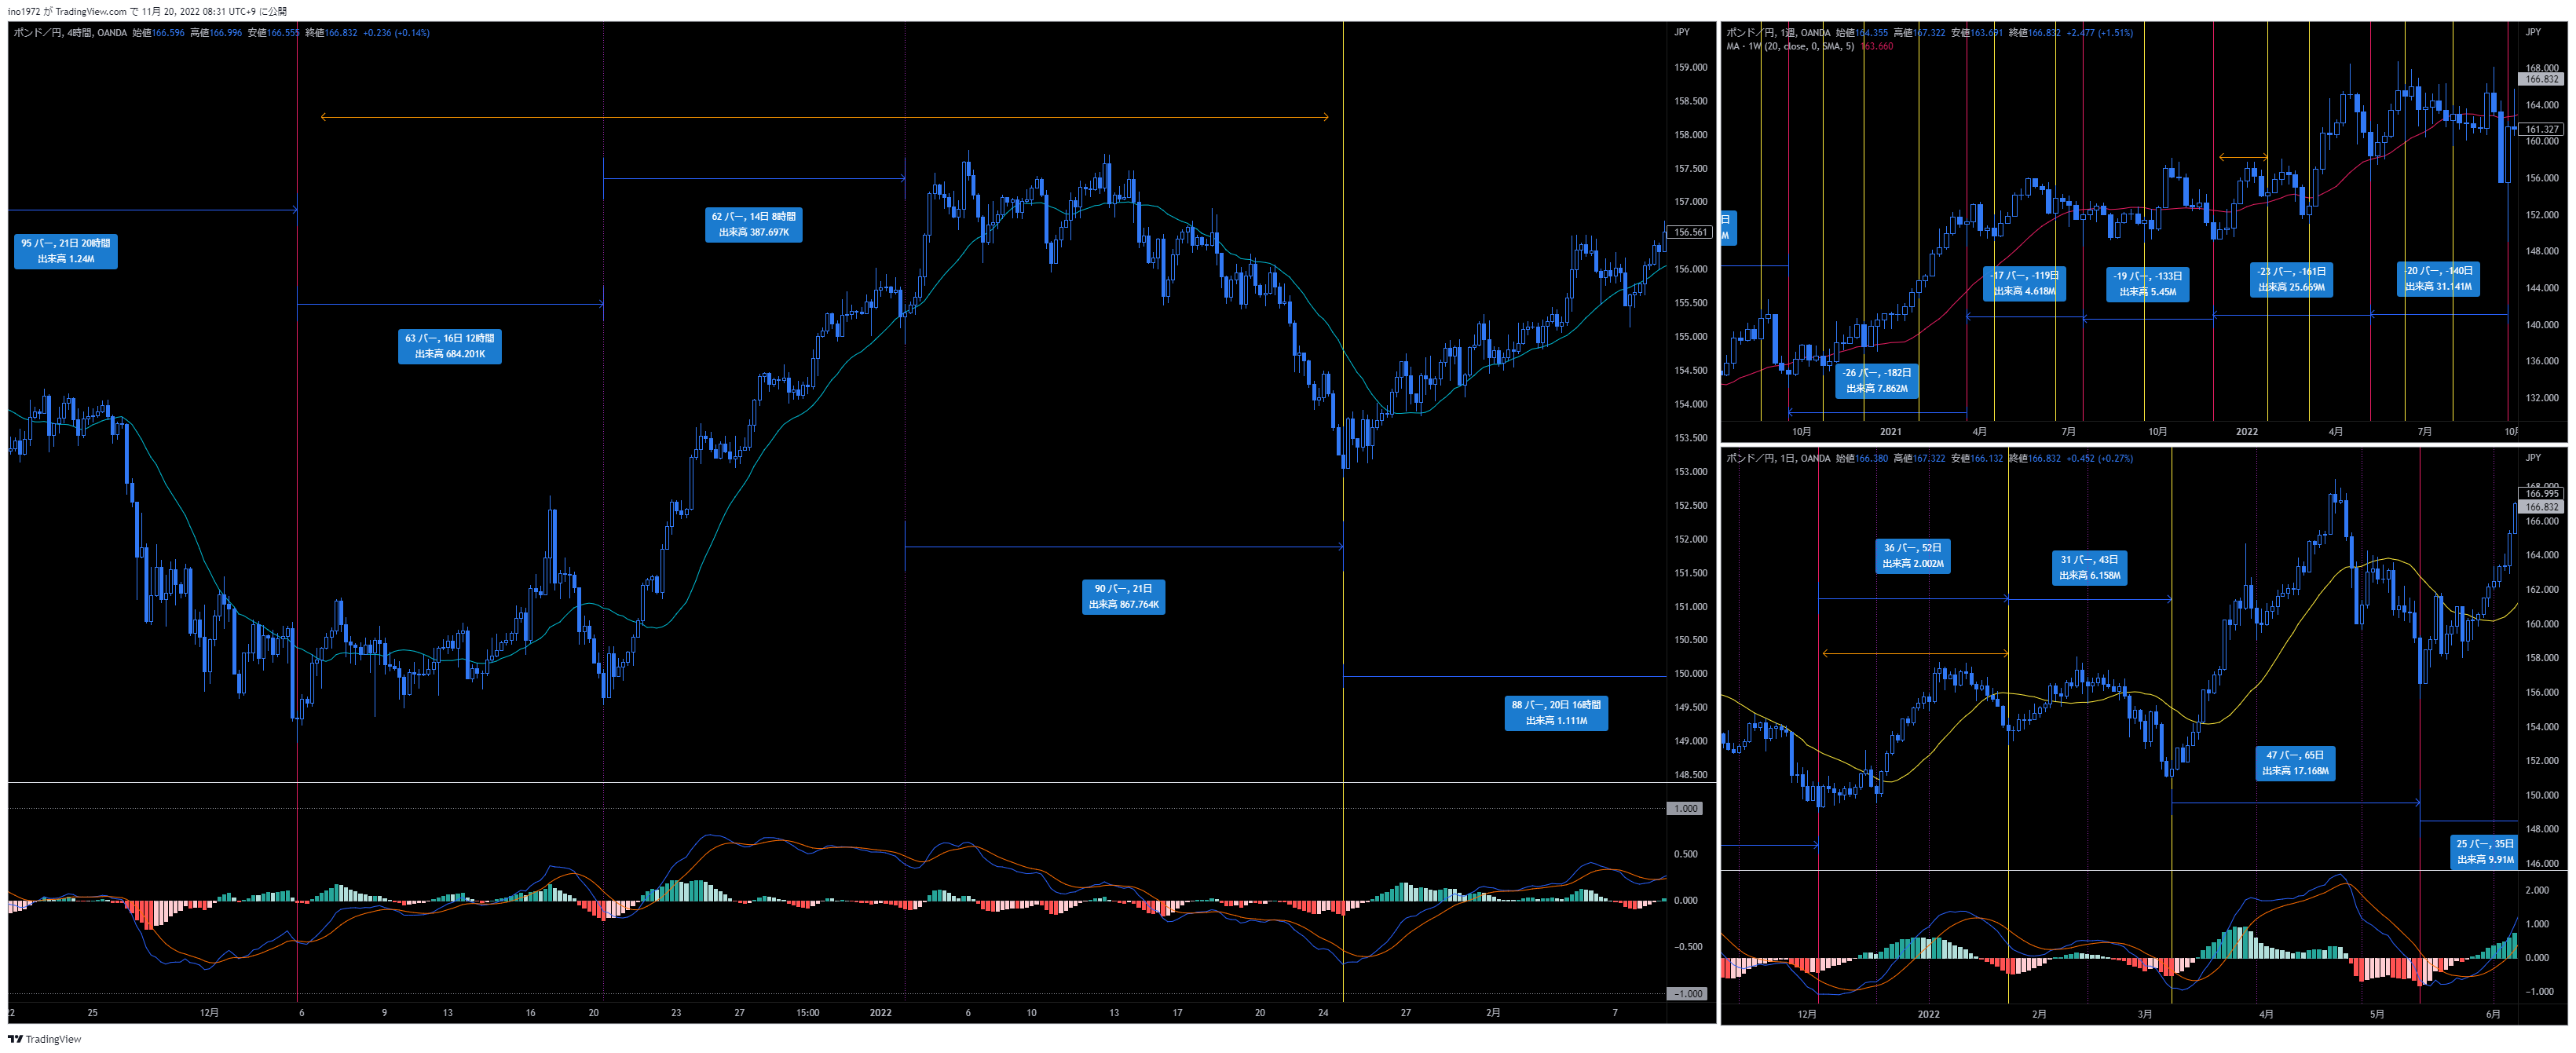 ino1972 が TradingView.com で 11月 20, 2022 08:31 UTC+9 に公開
ポンド／円, 4時間, OANDA 始値166.596 高値166.996 安値166.555 終値166.832 +0.236 (+0.14%)
JPY
159.000
158.500
158.000
157.500
157.000
156.561
156.000
155.500
155.000
154.500
154.000
153.500
153.000
152.500
152.000
151.500
151.000
150.500
150.000
149.500
149.000
148.500
95 バー, 21日 20時間
出来高 1.24M
63 バー, 16日 12時間
出来高 684.201K
62 バー, 14日 8時間
出来高 387.697K
90 バー, 21日
出来高 867.764K
88 バー, 20日 16時間
出来高 1.111M
1.000
0.500
0.000
−0.500
−1.000
22 25 12月 6 9 13 16 20 23 27 15:00 2022 6 10 13 17 20 24 27 2月 7
ポンド／円, 1週, OANDA 始値164.355 高値167.322 安値163.691 終値166.832 +2.477 (+1.51%)
MA · 1W (20, close, 0, SMA, 5) 163.660
JPY
168.000
166.832
164.000
161.327
160.000
156.000
152.000
148.000
144.000
140.000
136.000
132.000
日
M
-26 バー, -182日
出来高 7.862M
-17 バー, -119日
出来高 4.618M
-19 バー, -133日
出来高 5.45M
-23 バー, -161日
出来高 25.669M
-20 バー, -140日
出来高 31.141M
10月 2021 4月 7月 10月 2022 4月 7月 10月
ポンド／円, 1日, OANDA 始値166.380 高値167.322 安値166.132 終値166.832 +0.452 (+0.27%)
JPY
168.000
166.995
166.832
166.000
164.000
162.000
160.000
158.000
156.000
154.000
152.000
150.000
148.000
146.000
36 バー, 52日
出来高 2.002M
31 バー, 43日
出来高 6.158M
47 バー, 65日
出来高 17.168M
25 バー, 35日
出来高 9.91M
2.000
1.000
0.000
−1.000
12月 2022 2月 3月 4月 5月 6月
TradingView